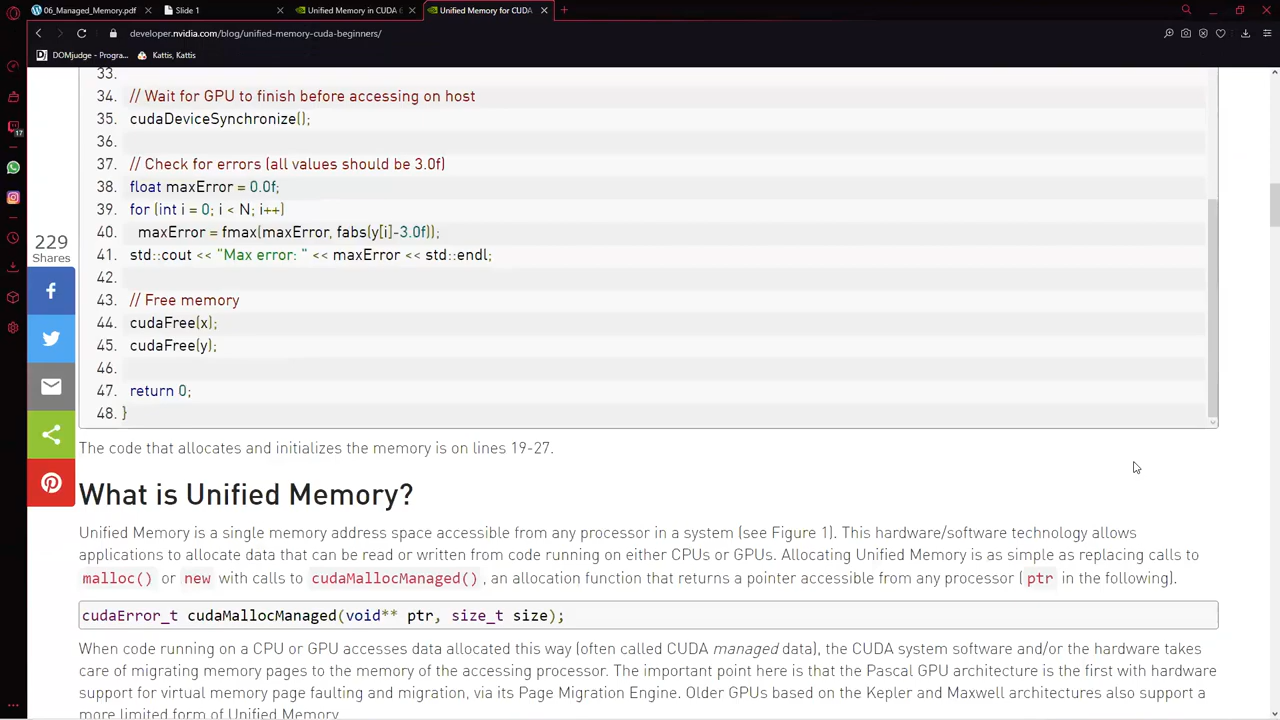 06_Managed_Memory.pdf
Slide 1
Unified Memory in CUDA 6
Unified Memory for CUDA
developer.nvidia.com/blog/unified-memory-cuda-beginners/
DOMjudge - Progra...
Kattis, Kattis
17
229
Shares
33.
34. // Wait for GPU to finish before accessing on host
35. cudaDeviceSynchronize();
36.
37. // Check for errors (all values should be 3.0f)
38. float maxError = 0.0f;
39. for (int i = 0; i < N; i++)
40. maxError = fmax(maxError, fabs(y[i]-3.0f));
41. std::cout << "Max error: " << maxError << std::endl;
42.
43. // Free memory
44. cudaFree(x);
45. cudaFree(y);
46.
47. return 0;
48. }
The code that allocates and initializes the memory is on lines 19-27.
What is Unified Memory?
Unified Memory is a single memory address space accessible from any processor in a system (see Figure 1). This hardware/software technology allows
applications to allocate data that can be read or written from code running on either CPUs or GPUs. Allocating Unified Memory is as simple as replacing calls to
malloc() or new with calls to cudaMallocManaged(), an allocation function that returns a pointer accessible from any processor (ptr in the following).
cudaError_t cudaMallocManaged(void** ptr, size_t size);
When code running on a CPU or GPU accesses data allocated this way (often called CUDA managed data), the CUDA system software and/or the hardware takes
care of migrating memory pages to the memory of the accessing processor. The important point here is that the Pascal GPU architecture is the first with hardware
support for virtual memory page faulting and migration, via its Page Migration Engine. Older GPUs based on the Kepler and Maxwell architectures also support a
more limited form of Unified Memory.